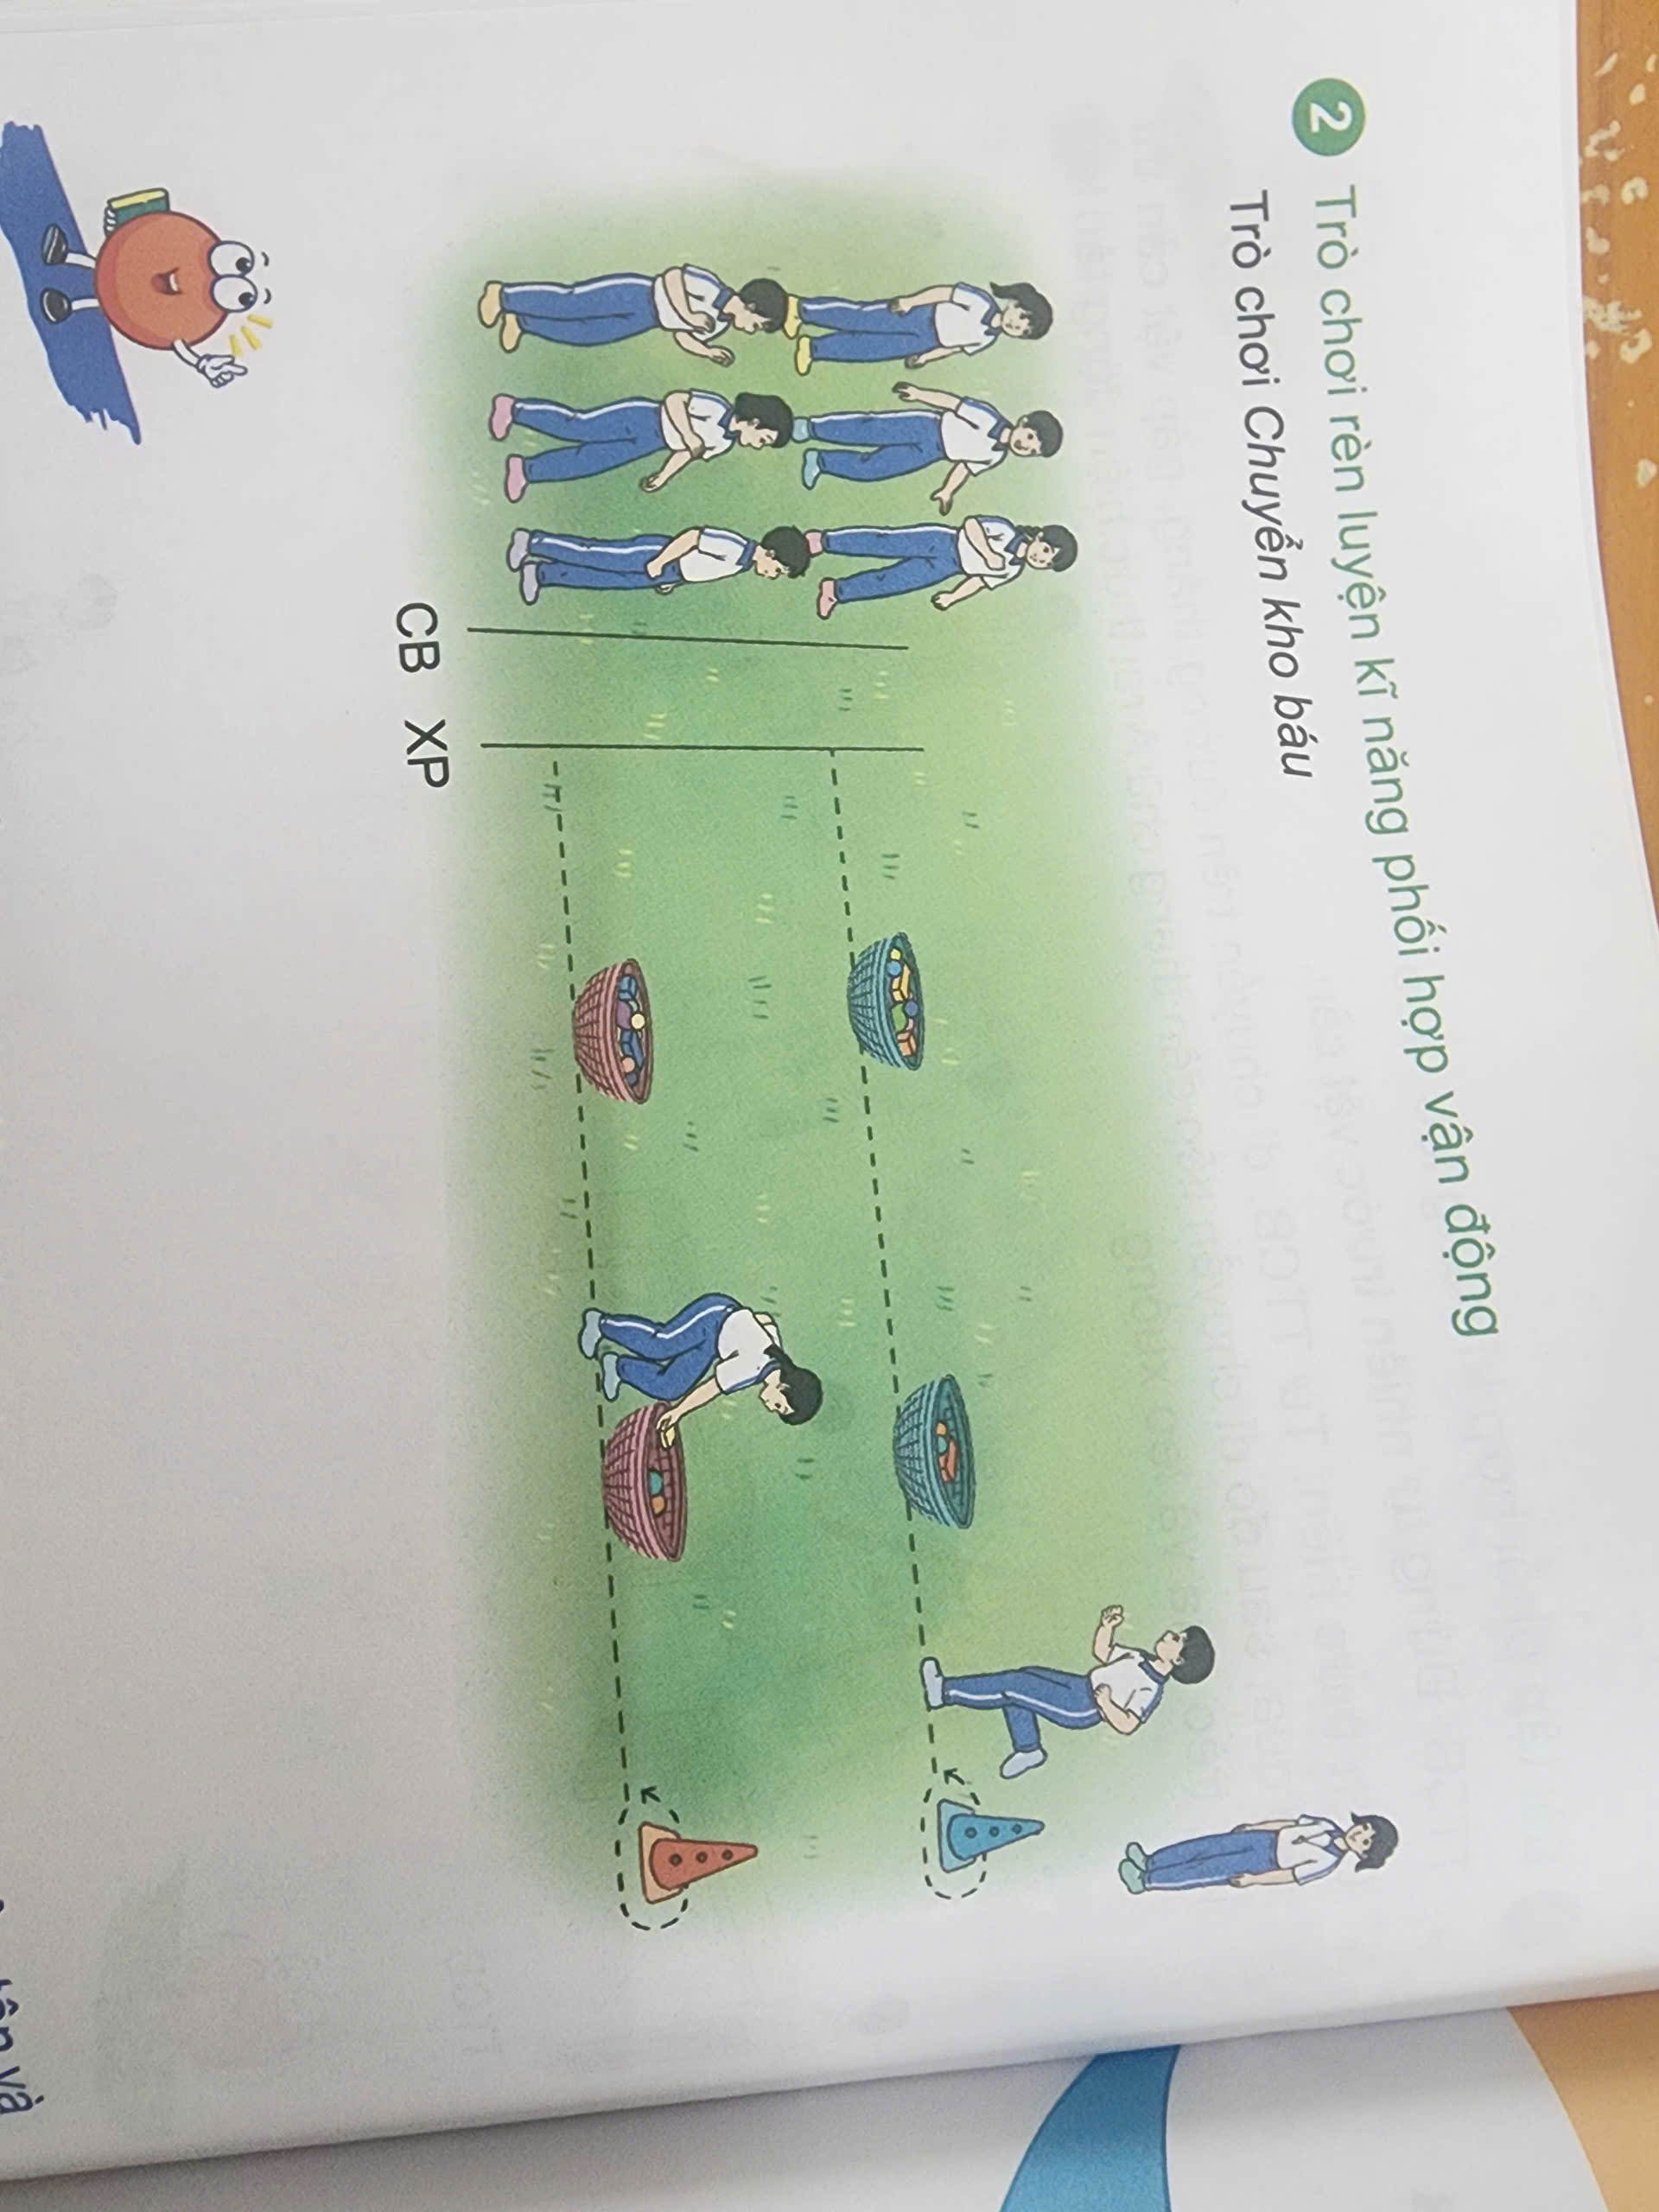 2 Trò chơi rèn luyện kĩ năng phối hợp vận động
Trò chơi Chuyển kho báu
CB XP